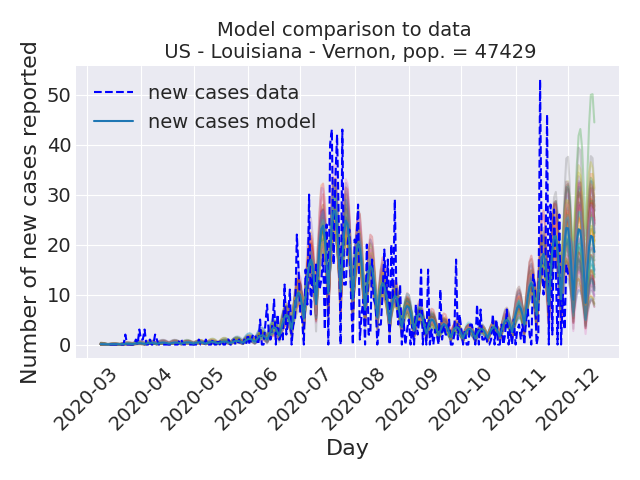 Model comparison to data
US - Louisiana - Vernon, pop. = 47429
Number of new cases reported
50
40
30
20
10
0
new cases data
new cases model
2020-03
2020-04
2020-05
2020-06
2020-07
2020-08
2020-09
2020-10
2020-11
2020-12
Day